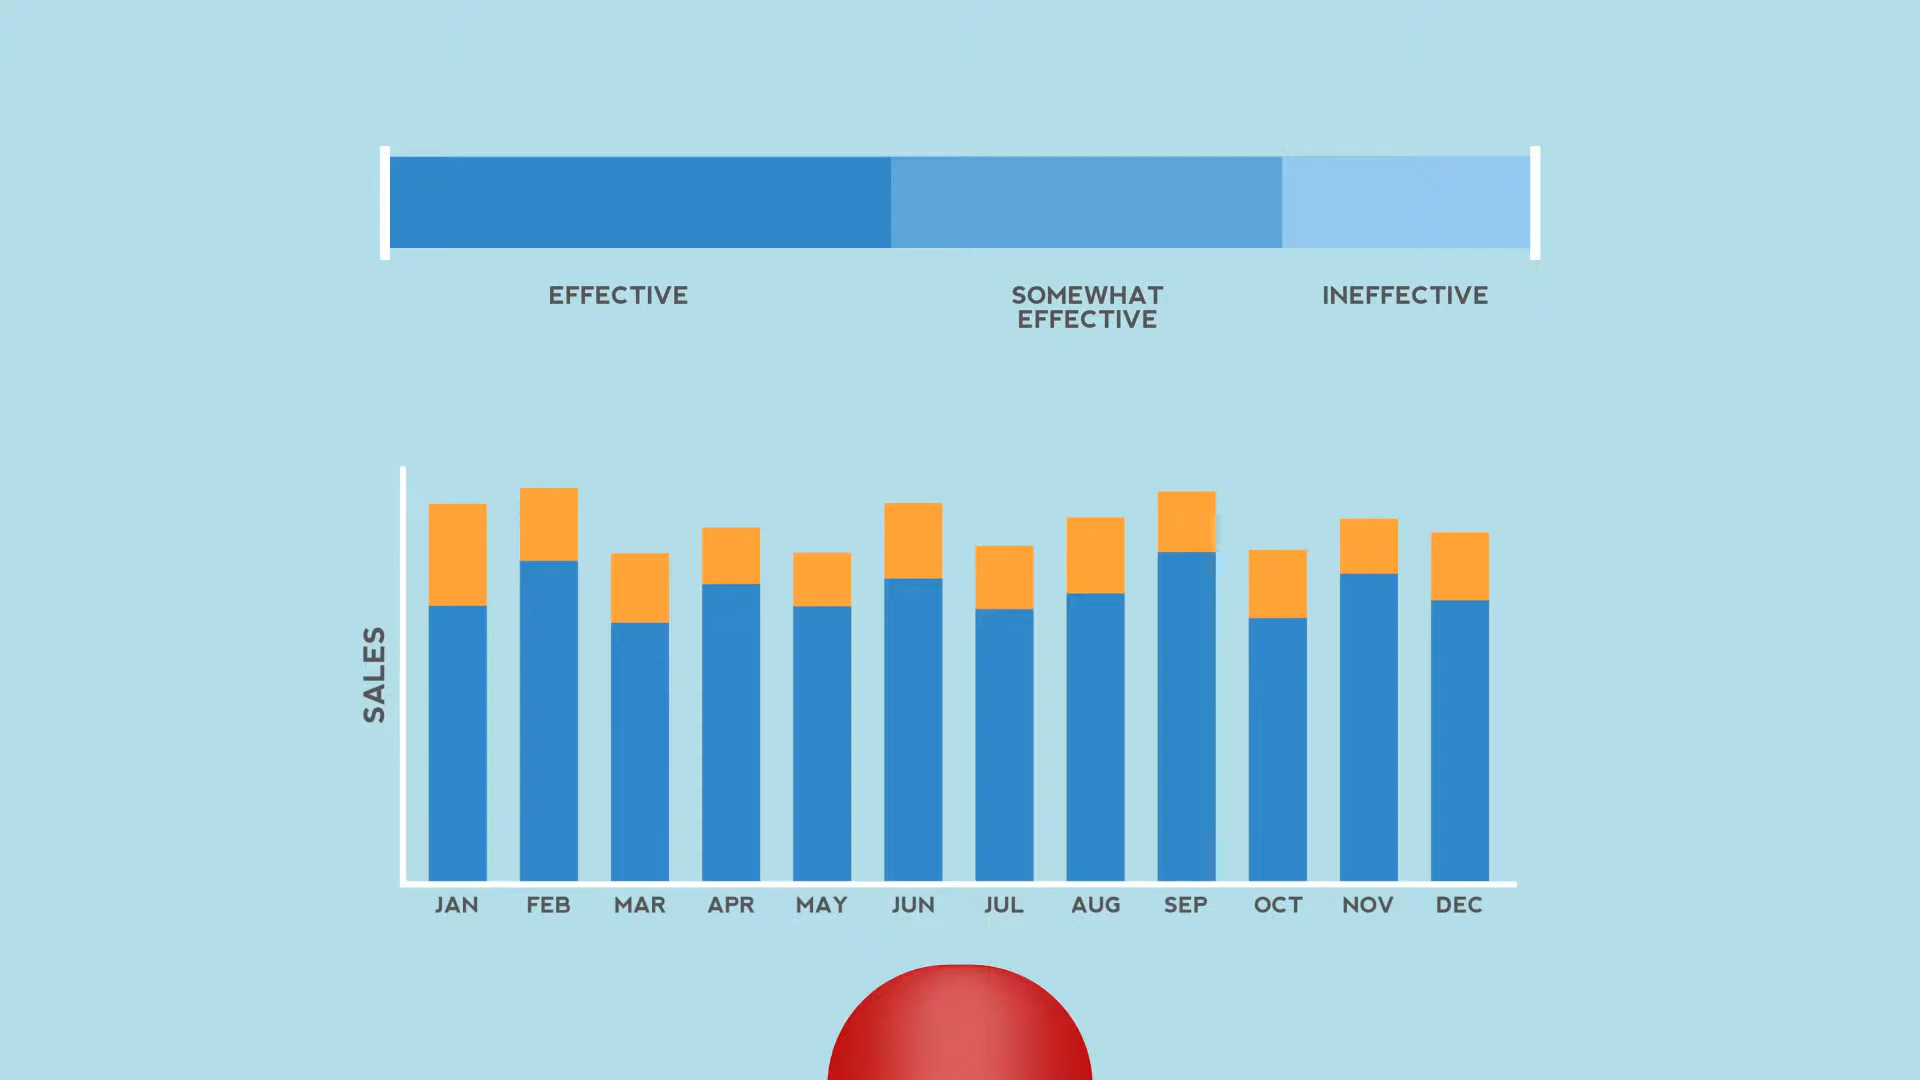 EFFECTIVE
SOMEWHAT
EFFECTIVE
INEFFECTIVE
SALES
JAN FEB MAR APR MAY JUN JUL AUG SEP OCT NOV DEC